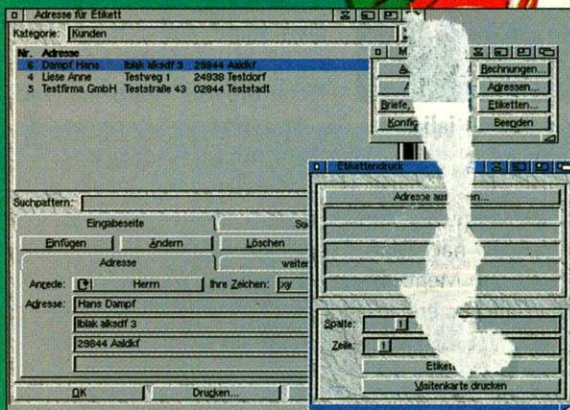 Adresse für Etikett
Kategorie: Kunden
Nr. Adresse
6 Dampf Hans lblak alksdf 3 29844 Aaldkf
4 Liese Anne Testweg 1 24938 Testdorf
5 Testfirma GmbH Teststraße 43 02844 Teststadt
Rechnungen...
Adressen...
Briefe,
Etiketten...
Konfig
Beenden
Suchpattern:
Eingabeseite
Einfügen Ändern Löschen
Adresse
Anrede: Herrn Ihre Zeichen: xy
Adresse: Hans Dampf
lblak alksdf 3
29844 Aaldkf
OK Drucken...
Etikettendruck
Spalte: 1
Zeile: 1
Visitenkarte drucken